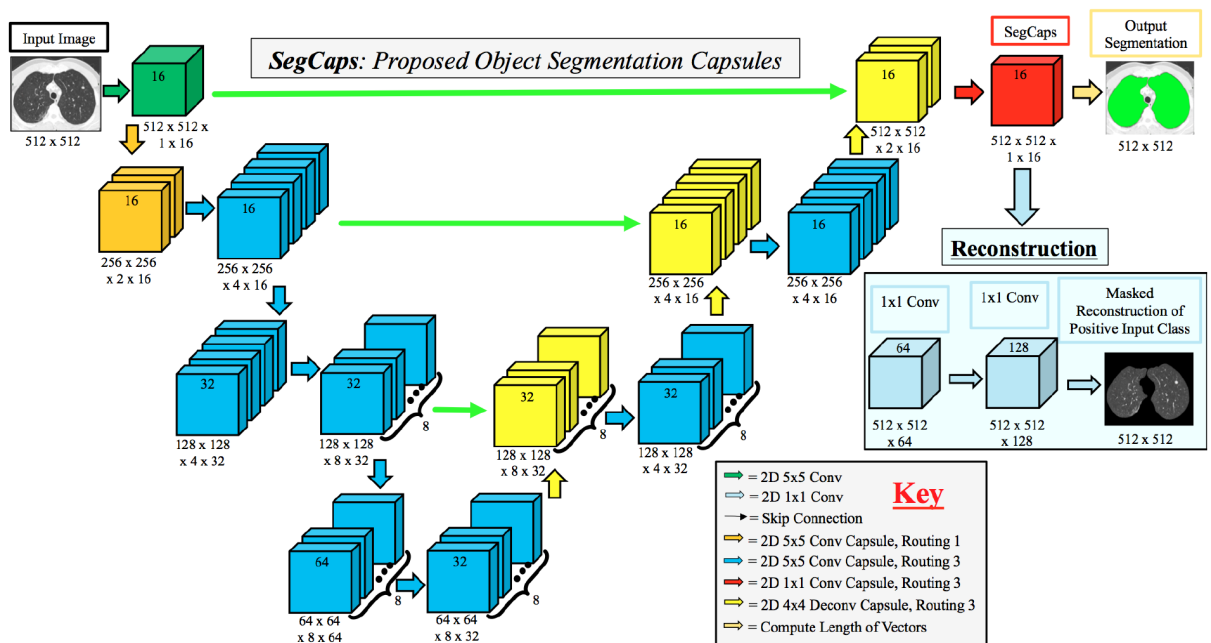 Input Image
16
512 x 512
512 x 512 x
1 x 16
SegCaps: Proposed Object Segmentation Capsules
16
512 x 512
x 2 x 16
SegCaps
16
512 x 512 x
1 x 16
Output
Segmentation
512 x 512
16
256 x 256
x 2 x 16
16
256 x 256
x 4 x 16
16
256 x 256
x 4 x 16
16
256 x 256
x 4 x 16
32
128 x 128
x 4 x 32
32
8
128 x 128
x 8 x 32
32
8
128 x 128
x 8 x 32
32
8
128 x 128
x 4 x 32
64
8
64 x 64
x 8 x 64
32
8
64 x 64
x 8 x 32
Reconstruction
1x1 Conv
64
512 x 512
x 64
1x1 Conv
128
512 x 512
x 128
Masked
Reconstruction of
Positive Input Class
512 x 512
Key
= 2D 5x5 Conv
= 2D 1x1 Conv
= Skip Connection
= 2D 5x5 Conv Capsule, Routing 1
= 2D 5x5 Conv Capsule, Routing 3
= 2D 1x1 Conv Capsule, Routing 3
= 2D 4x4 Deconv Capsule, Routing 3
= Compute Length of Vectors